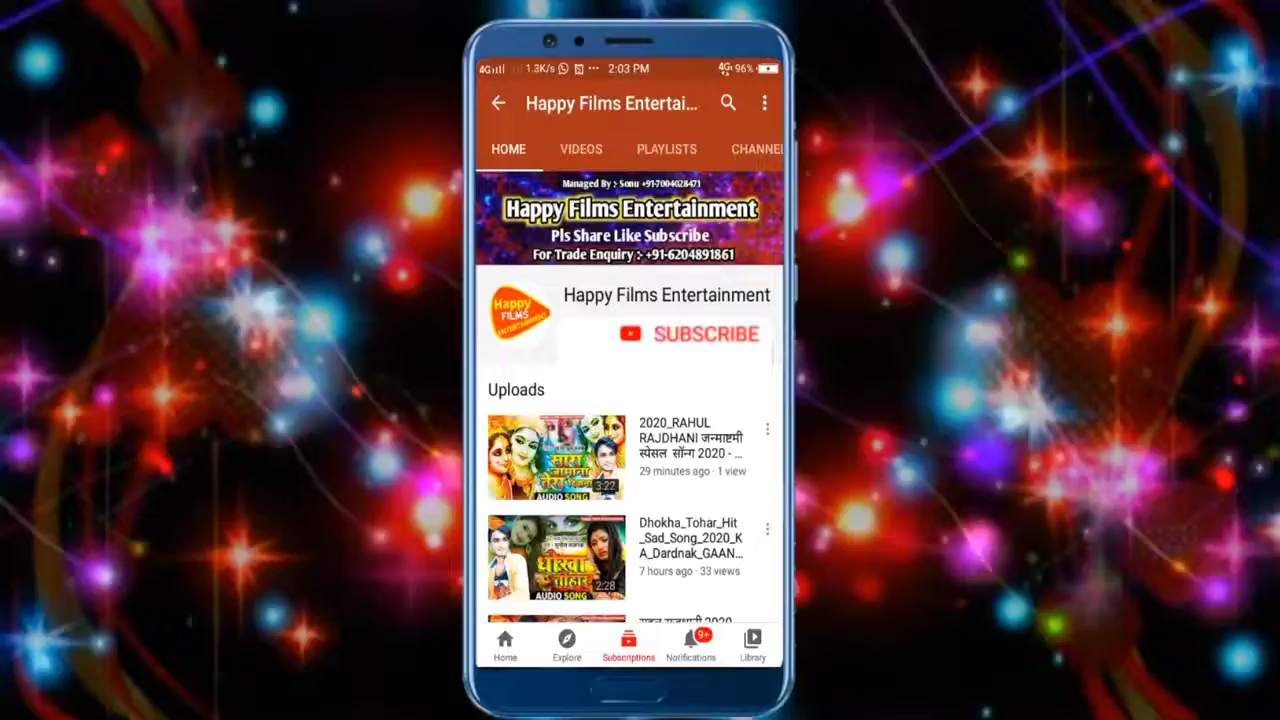 4G 1.3K/s ... 2:03 PM 4G 96%
Happy Films Entertai...
HOME VIDEOS PLAYLISTS CHANNEL
Managed By :- Sonu +91-7004028471
Happy Films Entertainment
Pls Share Like Subscribe
For Trade Enquiry :- +91-6204891861
Happy
FILMS
ENTERTAINMENT
Happy Films Entertainment
SUBSCRIBE
Uploads
सारा
जामाना
तेरा दिवाना
3:22
AUDIO SONG
2020_RAHUL
RAJDHANI जन्माष्टमी
स्पेसल सॉन्ग 2020 - ...
29 minutes ago · 1 view
धोखा
तोहार
2:28
AUDIO SONG
Dhokha_Tohar_Hit
_Sad_Song_2020_K
A_Dardnak_GAAN...
7 hours ago · 33 views
9+
Home Explore Subscriptions Notifications Library